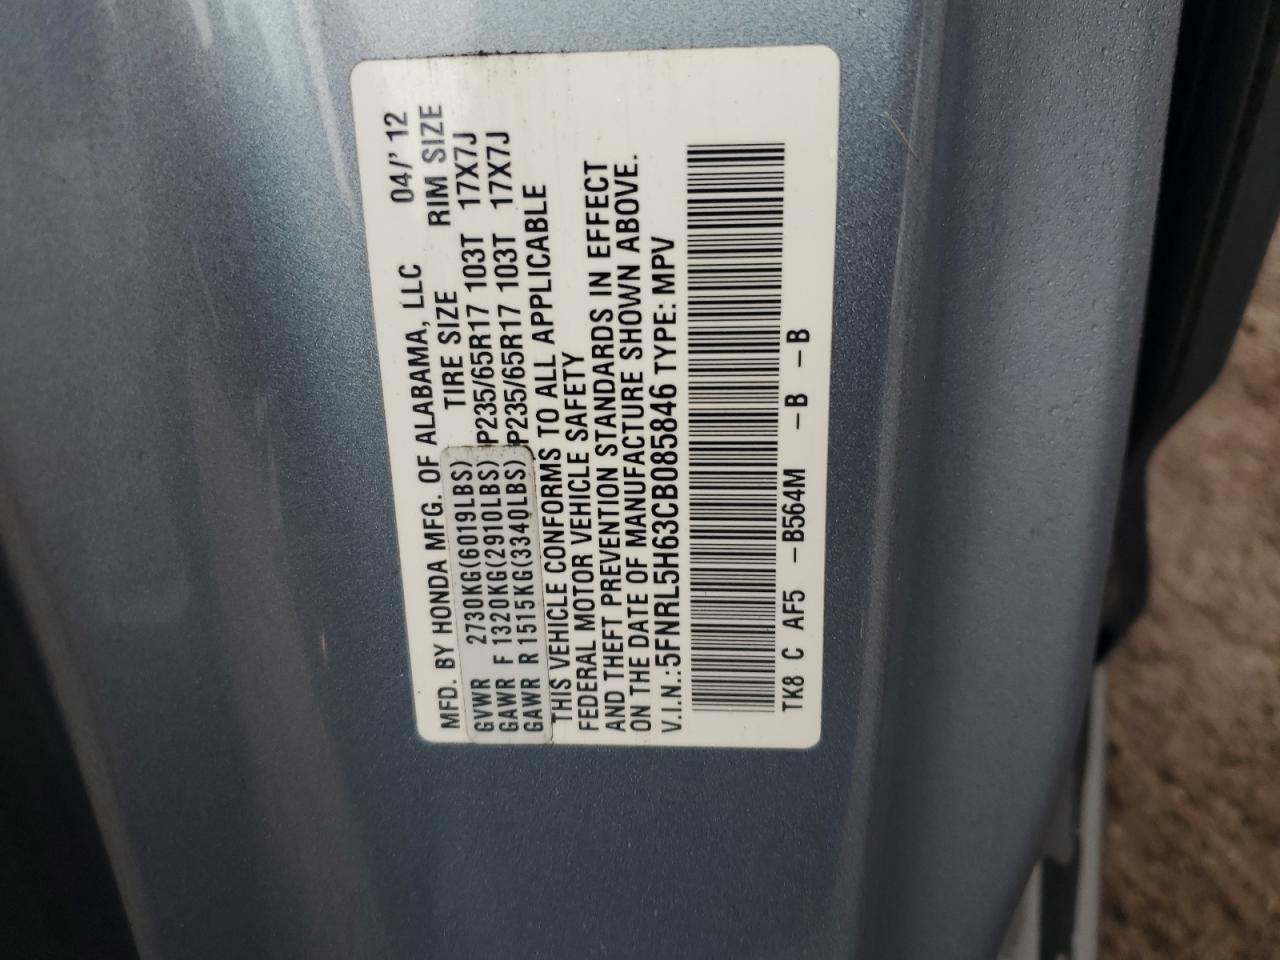 MFD. BY HONDA MFG. OF ALABAMA, LLC 04/'12
TIRE SIZE RIM SIZE
GVWR 2730KG(6019LBS)
GAWR F 1320KG(2910LBS) P235/65R17 103T 17X7J
GAWR R 1515KG(3340LBS) P235/65R17 103T 17X7J
THIS VEHICLE CONFORMS TO ALL APPLICABLE
FEDERAL MOTOR VEHICLE SAFETY
AND THEFT PREVENTION STANDARDS IN EFFECT
ON THE DATE OF MANUFACTURE SHOWN ABOVE.
V.I.N.:5FNRL5H63CB085846 TYPE: MPV
TK8 C AF5 -B564M -B -B